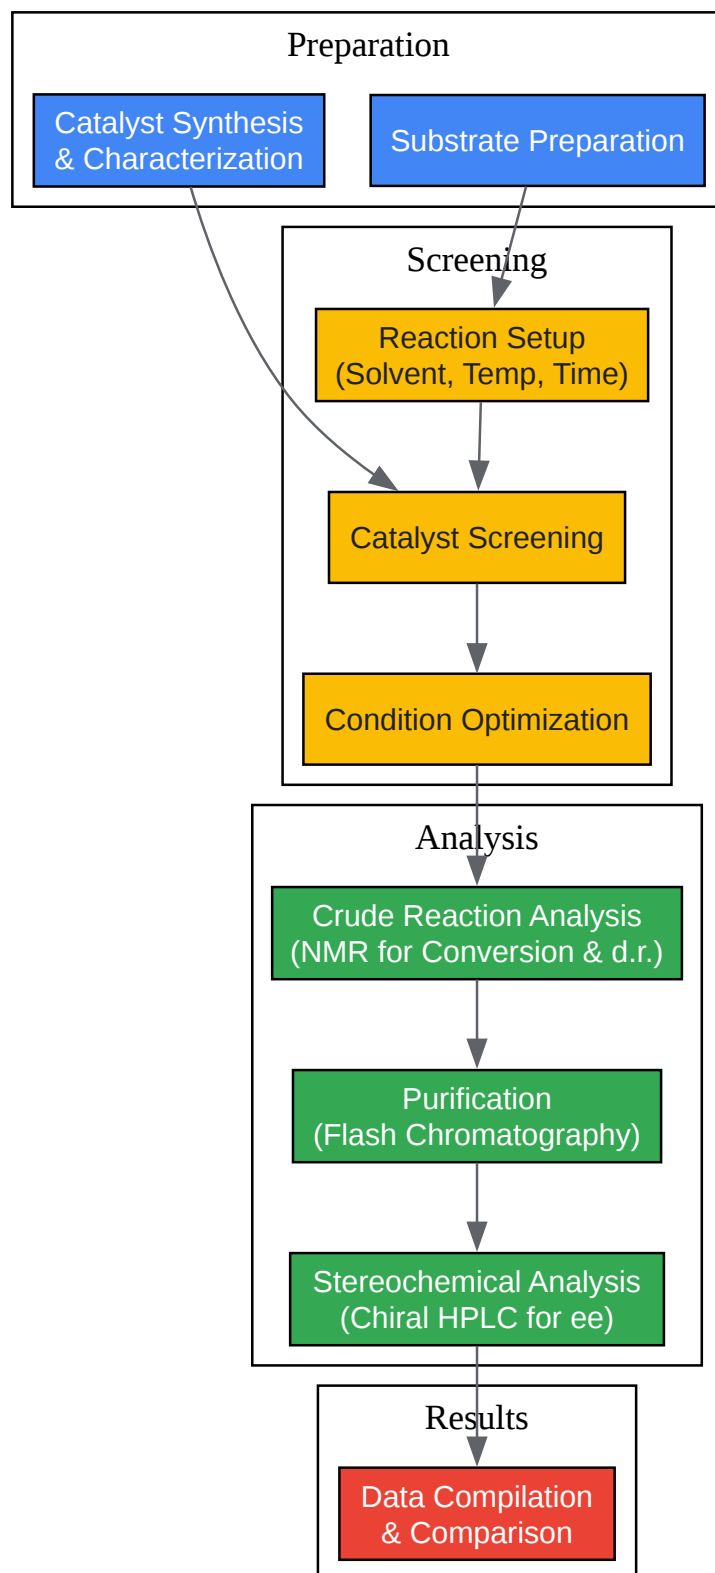 Preparation
Catalyst Synthesis
& Characterization
Substrate Preparation
Screening
Reaction Setup
(Solvent, Temp, Time)
Catalyst Screening
Condition Optimization
Analysis
Crude Reaction Analysis
(NMR for Conversion & d.r.)
Purification
(Flash Chromatography)
Stereochemical Analysis
(Chiral HPLC for ee)
Results
Data Compilation
& Comparison